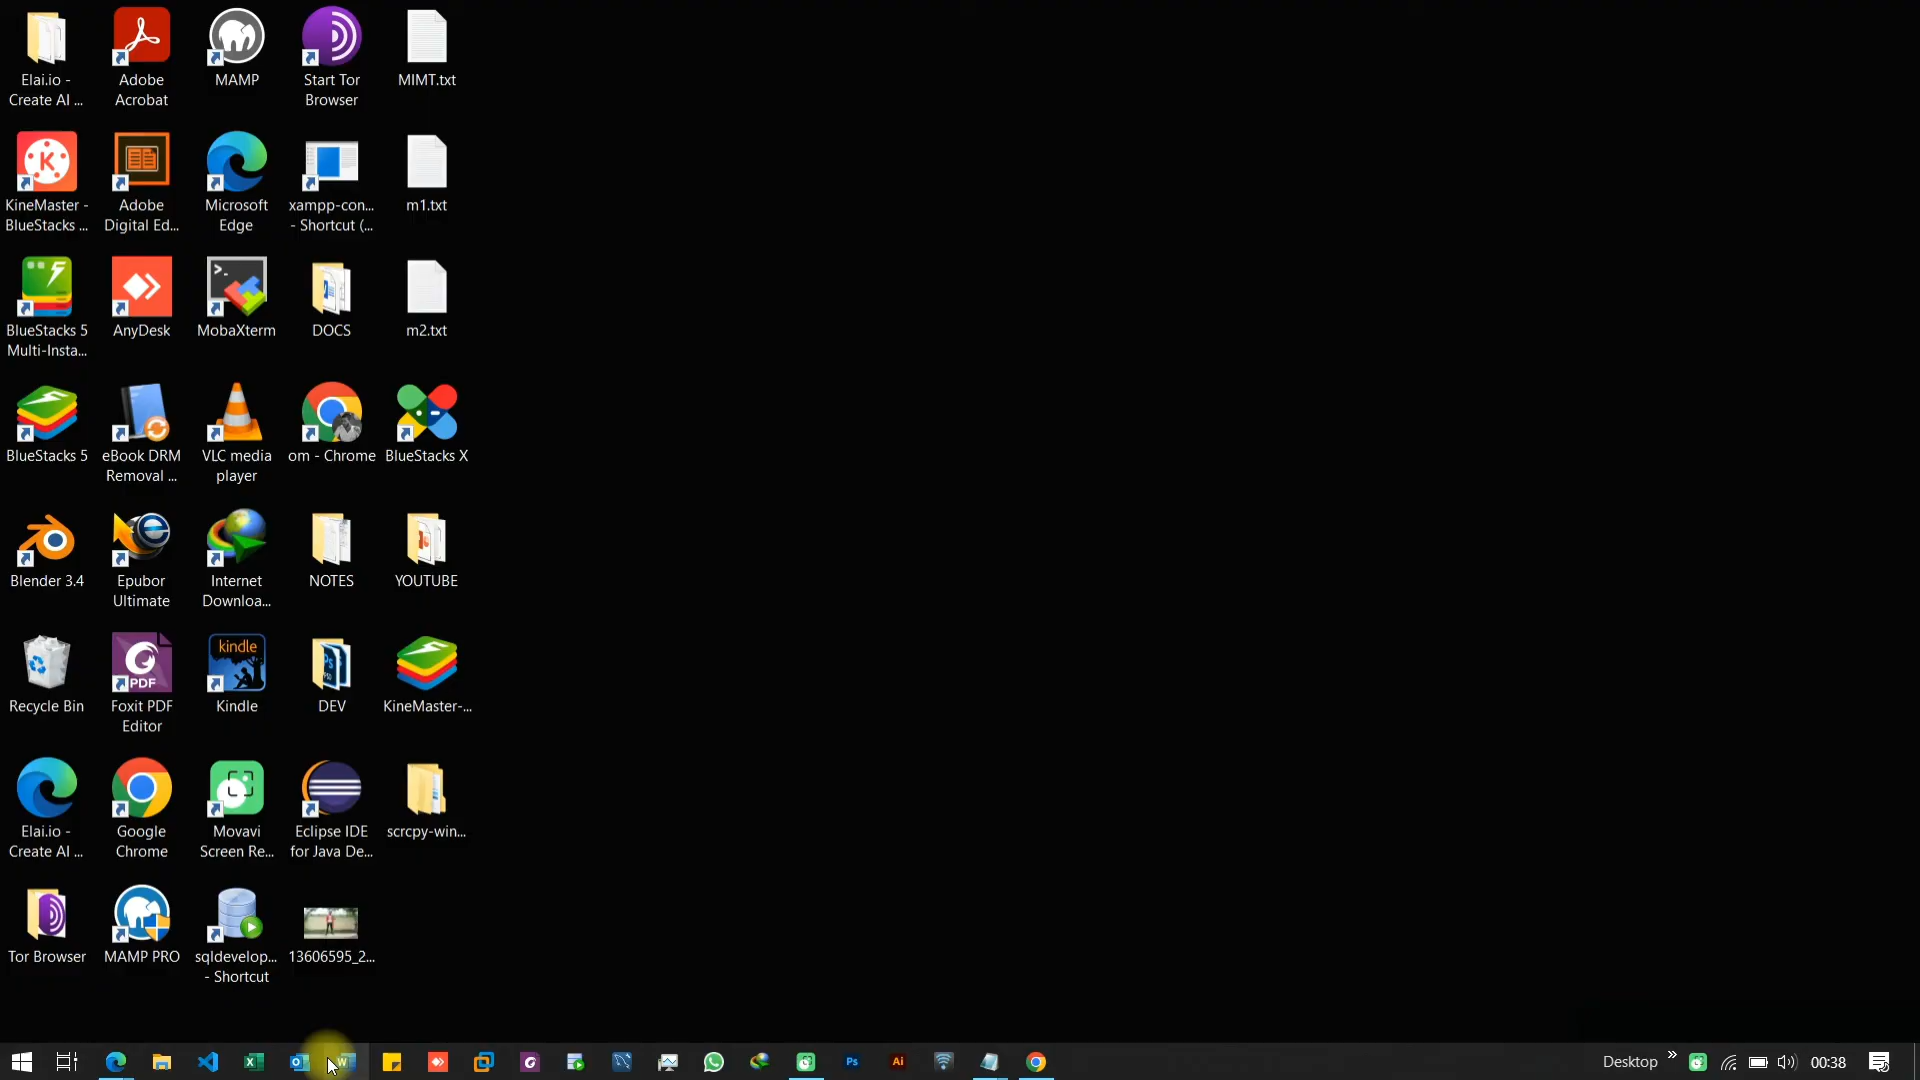 Elai.io -
Create AI ...
Adobe
Acrobat
MAMP
Start Tor
Browser
MIMT.txt
KineMaster -
BlueStacks ...
Adobe
Digital Ed...
Microsoft
Edge
xampp-con...
- Shortcut (...
m1.txt
BlueStacks 5
Multi-Insta...
AnyDesk
MobaXterm
DOCS
m2.txt
BlueStacks 5
eBook DRM
Removal ...
VLC media
player
om - Chrome
BlueStacks X
Blender 3.4
Epubor
Ultimate
Internet
Downloa...
NOTES
YOUTUBE
kindle
PDF
Recycle Bin
Foxit PDF
Editor
Kindle
DEV
KineMaster-...
Elai.io -
Create AI ...
Google
Chrome
Movavi
Screen Re...
Eclipse IDE
for Java De...
scrcpy-win...
Tor Browser
MAMP PRO
sqldevelop...
- Shortcut
13606595_2...
Ps
Ai
Desktop
00:38